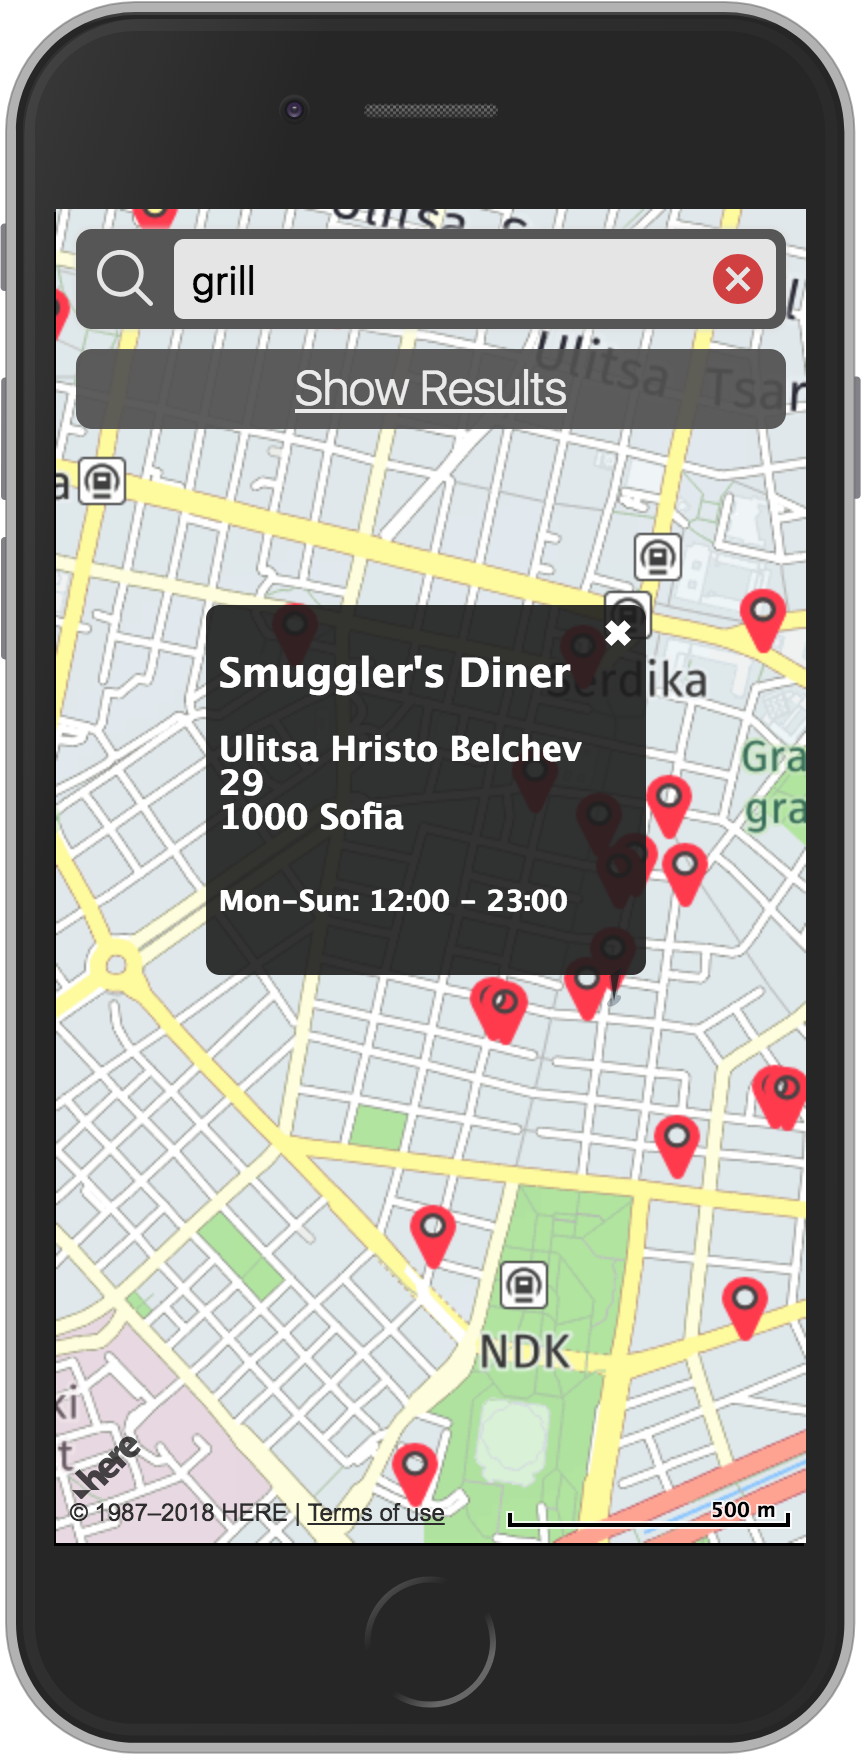 grill
Ulitsa
Tsar
Show Results
Serdika
Smuggler's Diner
Ulitsa Hristo Belchev
29
1000 Sofia
Mon-Sun: 12:00 - 23:00
Gra
gra
NDK
ki
t
here
© 1987–2018 HERE | Terms of use
500 m